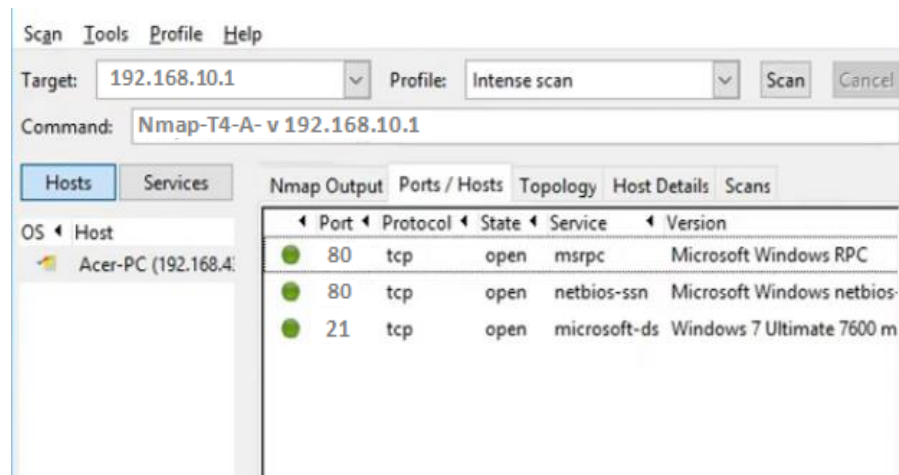 Scan Tools Profile Help
Target: 192.168.10.1 Profile: Intense scan Scan Cancel
Command: Nmap-T4-A- v 192.168.10.1
Hosts Services Nmap Output Ports / Hosts Topology Host Details Scans
OS Host Port Protocol State Service Version
Acer-PC (192.168.4 80 tcp open msrpc Microsoft Windows RPC
80 tcp open netbios-ssn Microsoft Windows netbios-
21 tcp open microsoft-ds Windows 7 Ultimate 7600 m